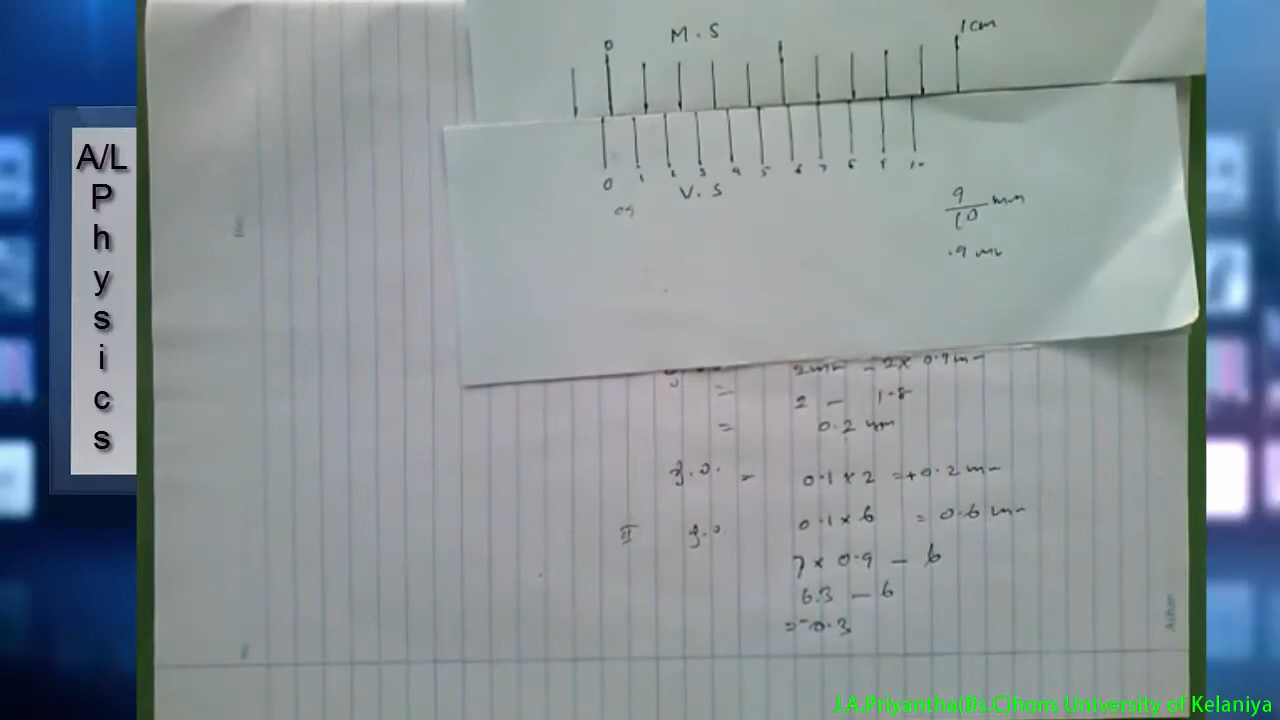 A/L
Physics
M.S
0
1cm
0 1 2 3 4 5 6 7 8 9 10
V.S
9/10 mm
.9
= 2 - 1.8
= 0.2 mm
= 0.1 x 2 = +0.2 mm
II 0.1 x 6 = 0.6 mm
7 x 0.9 - 6
6.3 - 6
= -0.3
J.A.Priyantha(Bs.C)hons University of Kelaniya